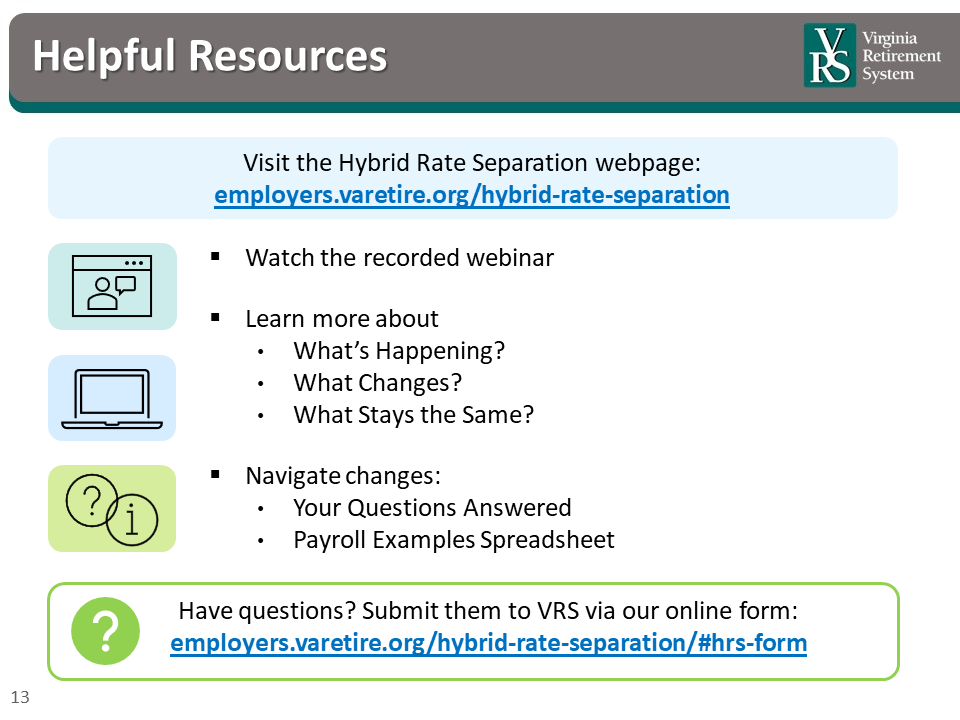 Helpful Resources
VRS
Virginia
Retirement
System
Visit the Hybrid Rate Separation webpage:
employers.varetire.org/hybrid-rate-separation
▪ Watch the recorded webinar
▪ Learn more about
• What's Happening?
• What Changes?
• What Stays the Same?
▪ Navigate changes:
• Your Questions Answered
• Payroll Examples Spreadsheet
? i
? Have questions? Submit them to VRS via our online form:
employers.varetire.org/hybrid-rate-separation/#hrs-form
13